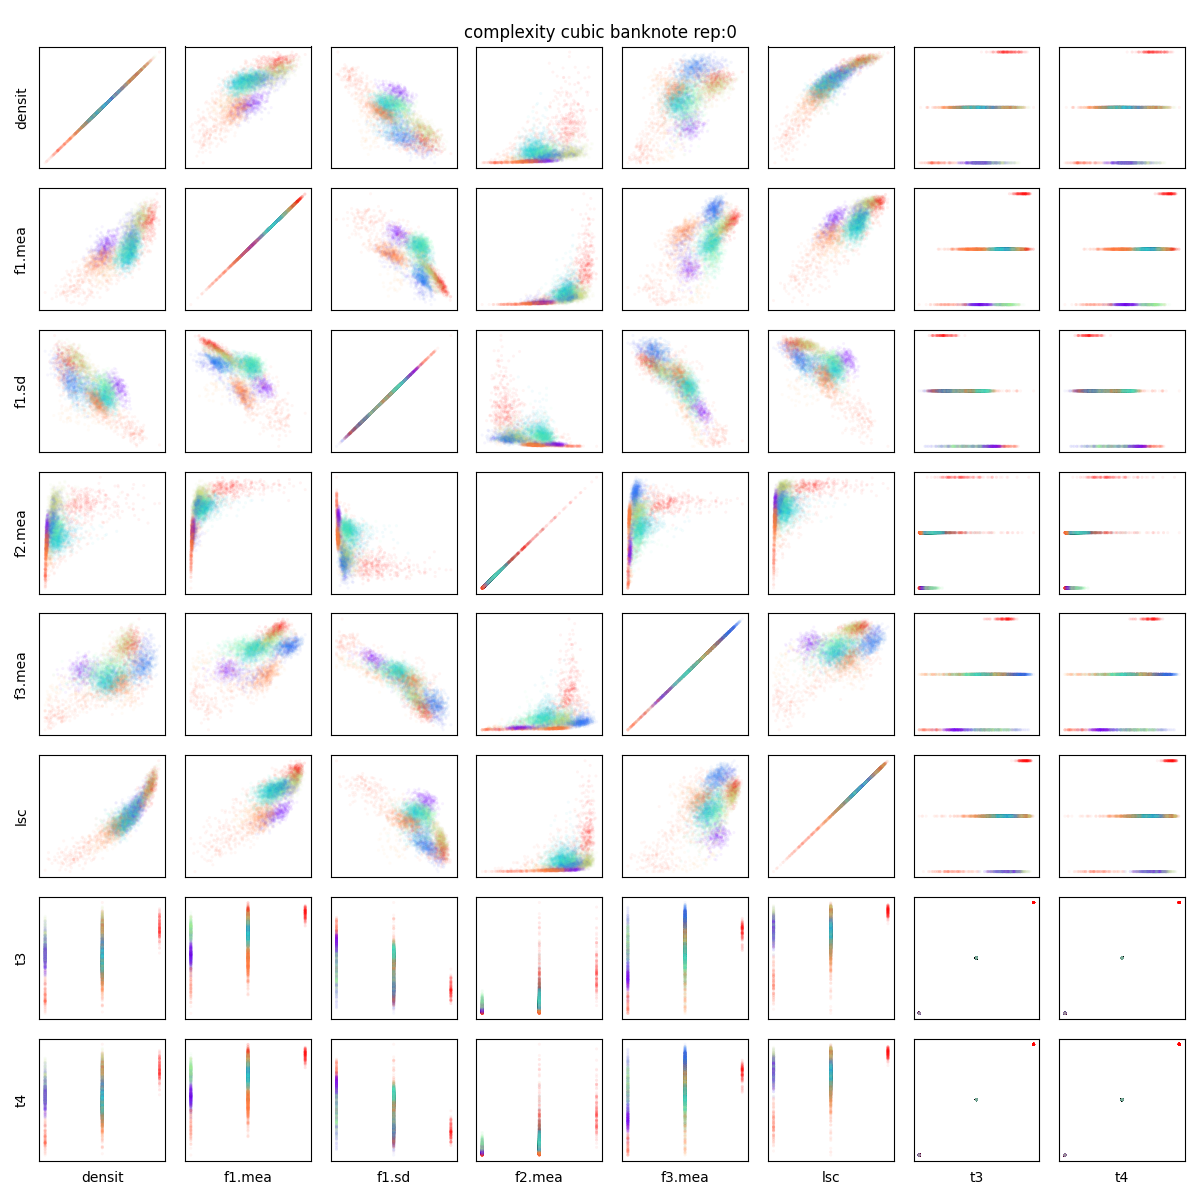 complexity cubic banknote rep:0
densit
f1.mea
f1.sd
f2.mea
f3.mea
lsc
t3
t4
densit f1.mea f1.sd f2.mea f3.mea lsc t3 t4